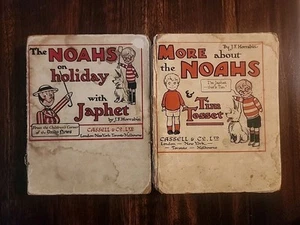 The NOAHS
on
holiday
with
Japhet
by J.F. Horrabin
From the Children's Corner
of the Daily News
CASSELL & CO. LTD
London - New York Toronto Melbourne
By J.F. Horrabin
MORE about
the NOAHS
& Tim
Tosset
CASSELL & CO. LTD
London - New York
Toronto - Melbourne